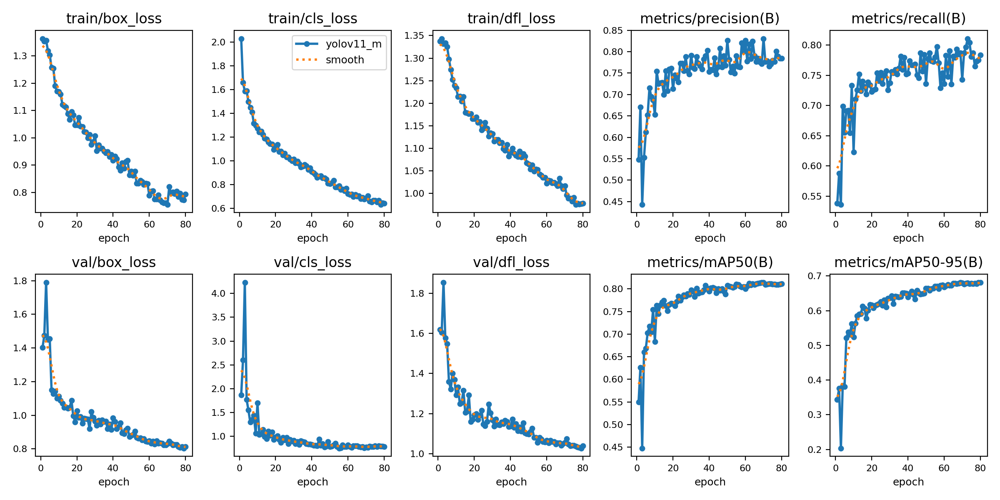 train/box_loss
1.3
1.2
1.1
1.0
0.9
0.8
0 20 40 60 80
epoch
train/cls_loss
yolov11_m
smooth
2.0
1.8
1.6
1.4
1.2
1.0
0.8
0.6
0 20 40 60 80
epoch
train/dfl_loss
1.35
1.30
1.25
1.20
1.15
1.10
1.05
1.00
0 20 40 60 80
epoch
metrics/precision(B)
0.85
0.80
0.75
0.70
0.65
0.60
0.55
0.50
0.45
0 20 40 60 80
epoch
metrics/recall(B)
0.80
0.75
0.70
0.65
0.60
0.55
0 20 40 60 80
epoch
val/box_loss
1.8
1.6
1.4
1.2
1.0
0.8
0 20 40 60 80
epoch
val/cls_loss
4.0
3.5
3.0
2.5
2.0
1.5
1.0
0 20 40 60 80
epoch
val/dfl_loss
1.8
1.6
1.4
1.2
1.0
0 20 40 60 80
epoch
metrics/mAP50(B)
0.80
0.75
0.70
0.65
0.60
0.55
0.50
0.45
0 20 40 60 80
epoch
metrics/mAP50-95(B)
0.7
0.6
0.5
0.4
0.3
0.2
0 20 40 60 80
epoch